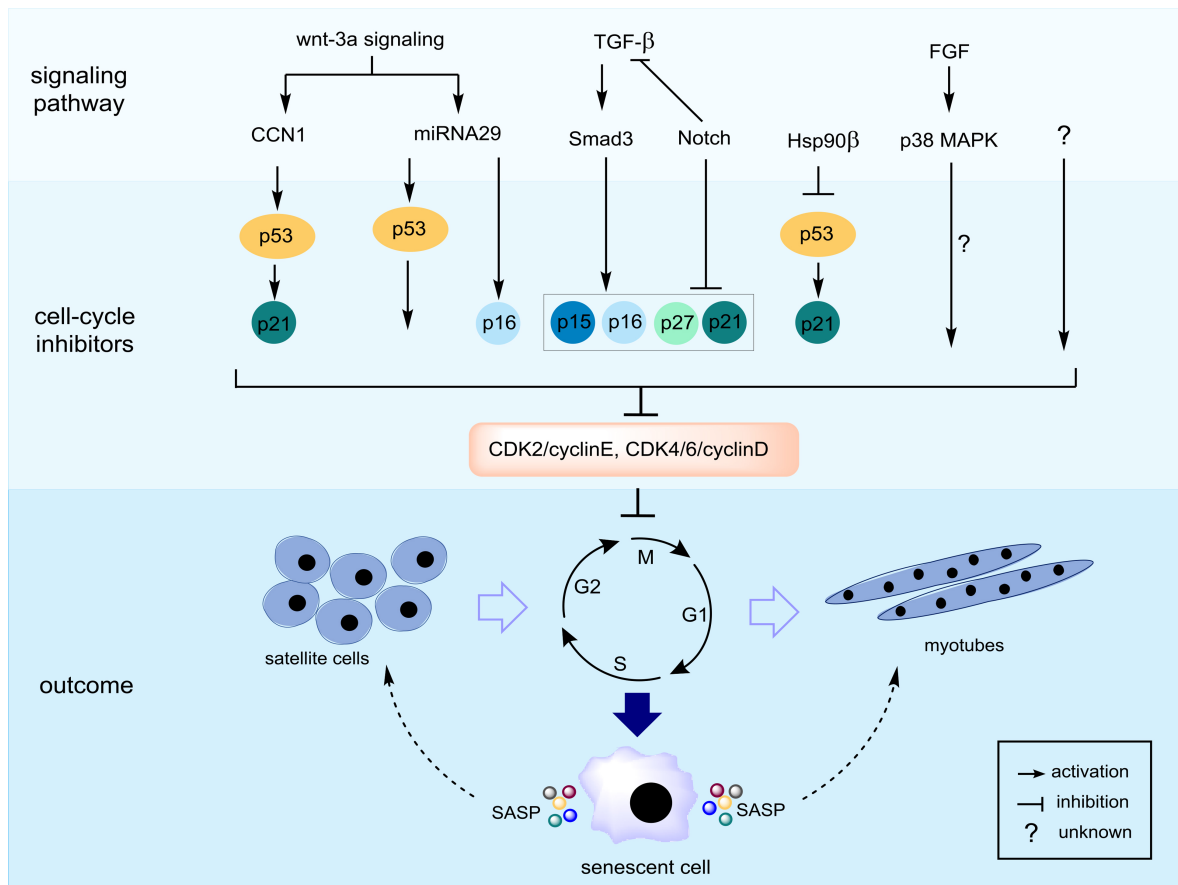 wnt-3a signaling
TGF-β
FGF
signaling
pathway
CCN1
miRNA29
Smad3
Notch
Hsp90β
p38 MAPK
?
p53
p53
p53
?
cell-cycle
inhibitors
p21
p16
p15
p16
p27
p21
p21
CDK2/cyclinE, CDK4/6/cyclinD
M
G2
G1
S
satellite cells
myotubes
outcome
SASP
SASP
senescent cell
activation
inhibition
? unknown